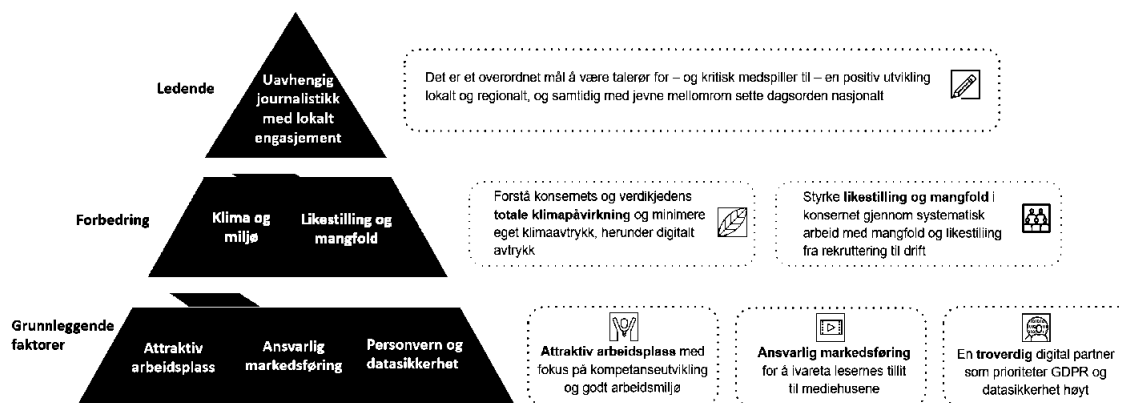 Ledende
Uavhengig
journalistikk
med lokalt
engasjement
Det er et overordnet mål å være talerør for – og kritisk medspiller til – en positiv utvikling
lokalt og regionalt, og samtidig med jevne mellomrom sette dagsorden nasjonalt
Forbedring
Klima og
miljø
Likestilling og
mangfold
Forstå konsernets og verdikjedens
totale klimapåvirkning og minimere
eget klimaavtrykk, herunder digitalt
avtrykk
Styrke likestilling og mangfold i
konsernet gjennom systematisk
arbeid med mangfold og likestilling
fra rekruttering til drift
Grunnleggende
faktorer
Attraktiv
arbeidsplass
Ansvarlig
markedsføring
Personvern og
datasikkerhet
Attraktiv arbeidsplass med
fokus på kompetanseutvikling
og godt arbeidsmiljø
Ansvarlig markedsføring
for å ivareta lesernes tillit
til mediehusene
En troverdig digital partner
som prioriteter GDPR og
datasikkerhet høyt